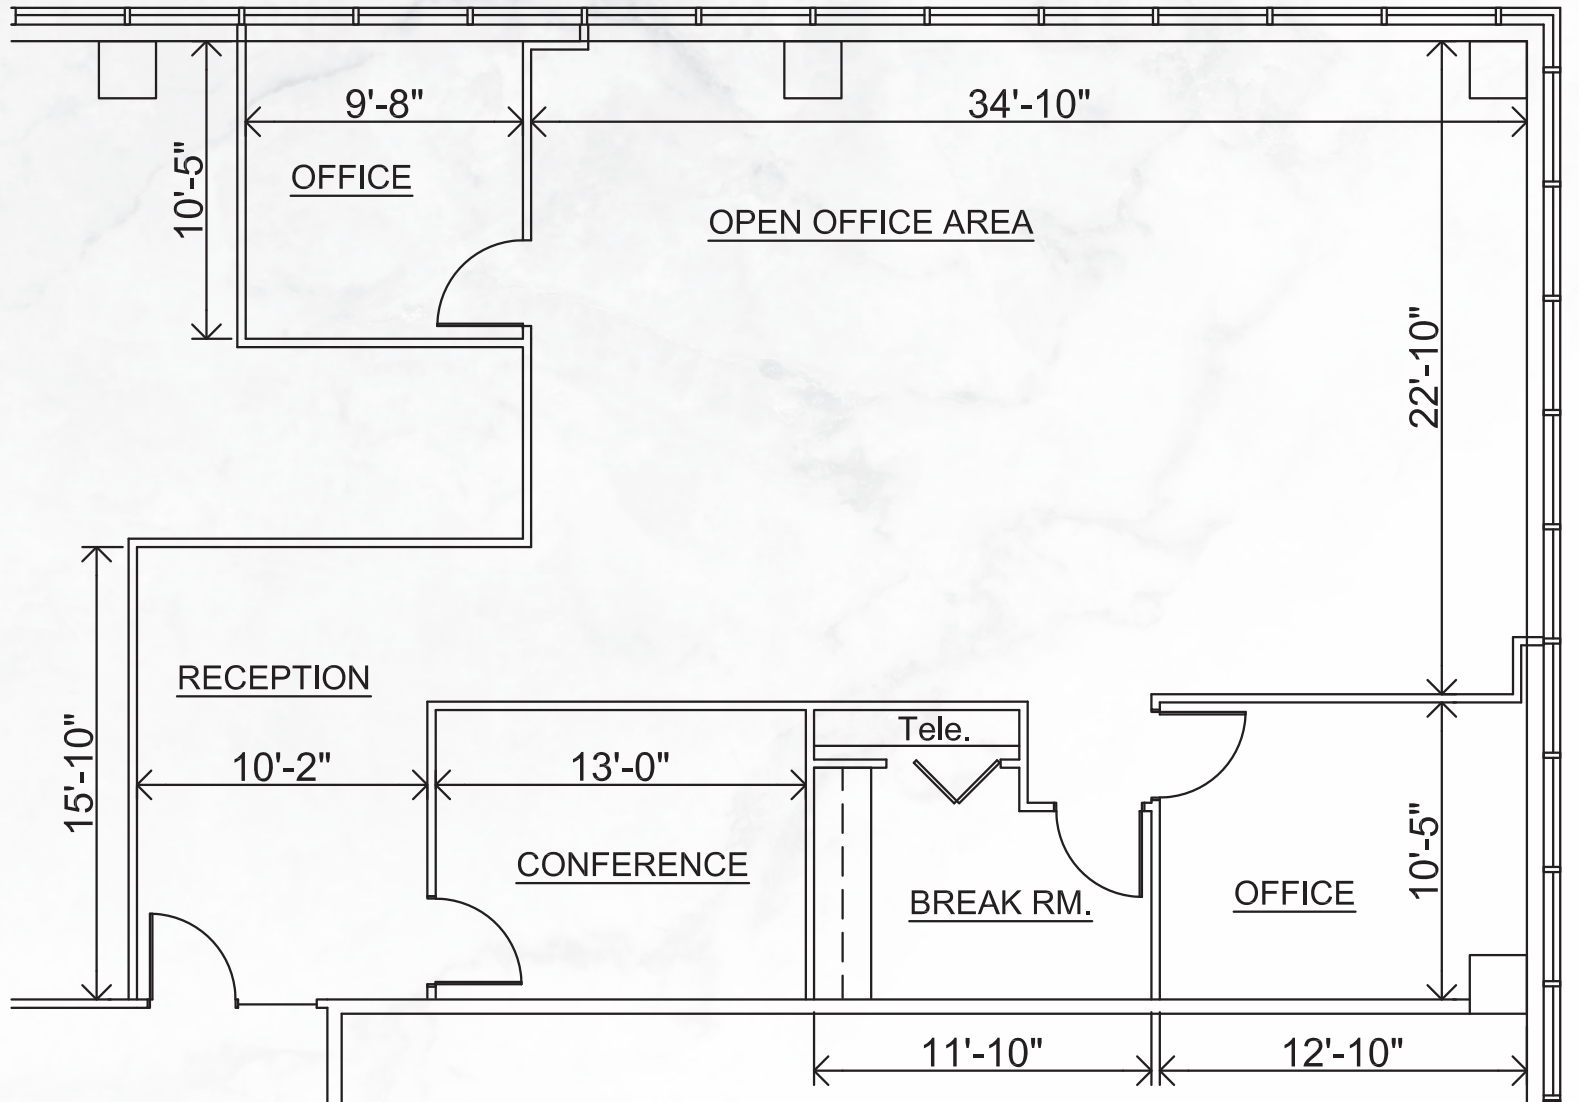 9'-8"
34'-10"
10'-5"
OFFICE
OPEN OFFICE AREA
22'-10"
RECEPTION
Tele.
15'-10"
10'-2"
13'-0"
CONFERENCE
BREAK RM.
OFFICE
10'-5"
11'-10"
12'-10"